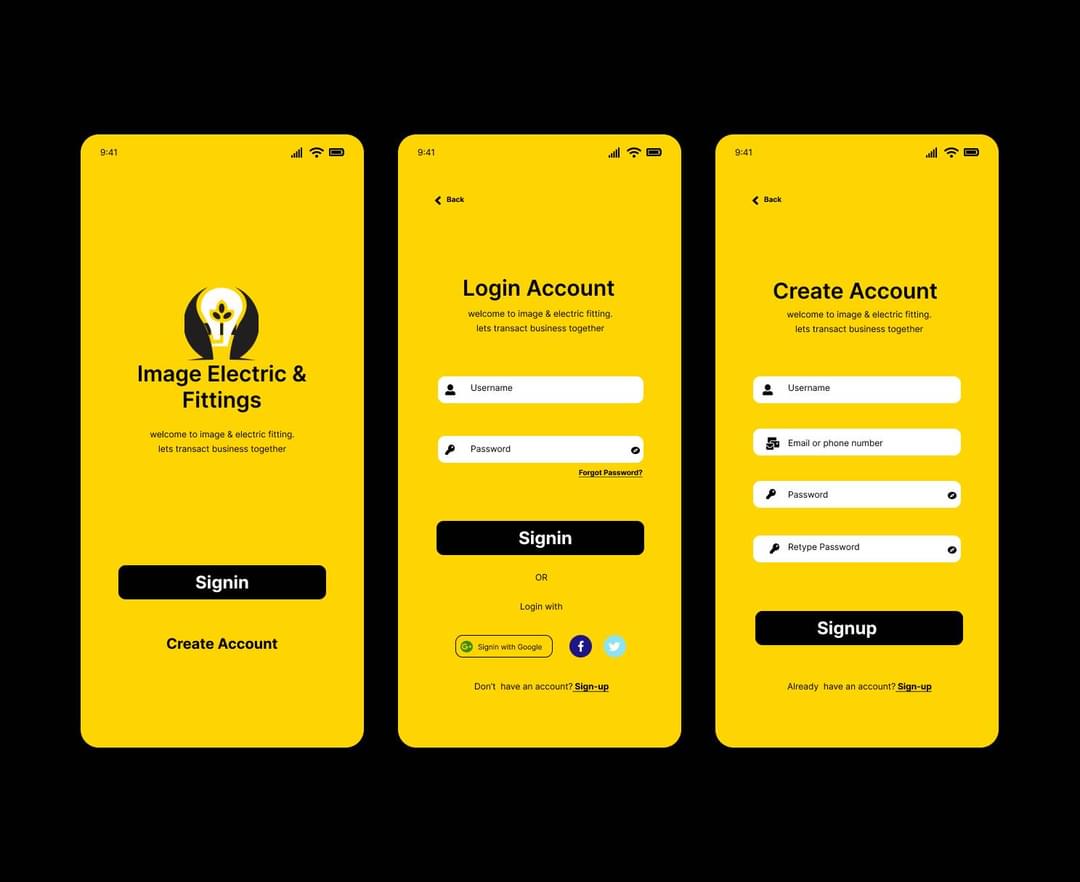 9:41
Image Electric &
Fittings
welcome to image & electric fitting.
lets transact business together
Signin
Create Account
9:41
Back
Login Account
welcome to image & electric fitting.
lets transact business together
Username
Password
Forgot Password?
Signin
OR
Login with
G+ Signin with Google
Don't have an account? Sign-up
9:41
Back
Create Account
welcome to image & electric fitting.
lets transact business together
Username
Email or phone number
Password
Retype Password
Signup
Already have an account? Sign-up